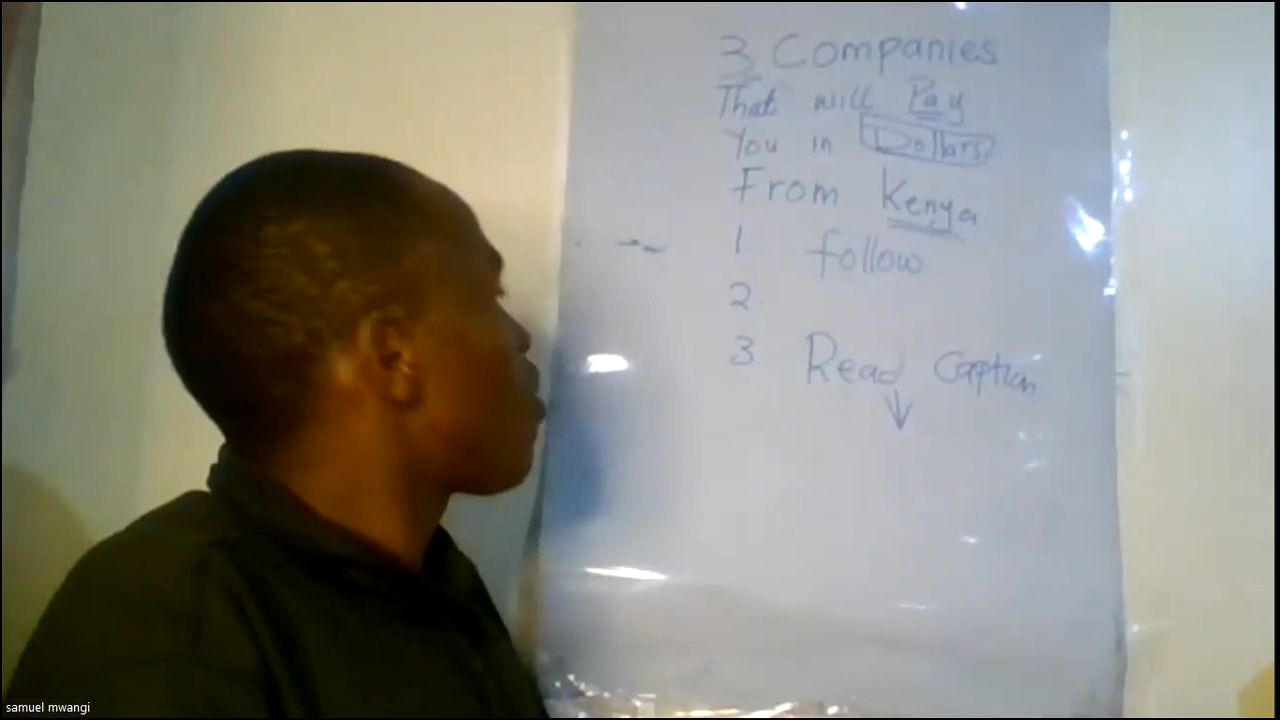 3 Companies
That will Pay
You in Dollars
From Kenya
1 follow
2.
3 Read Caption
samuel mwangi